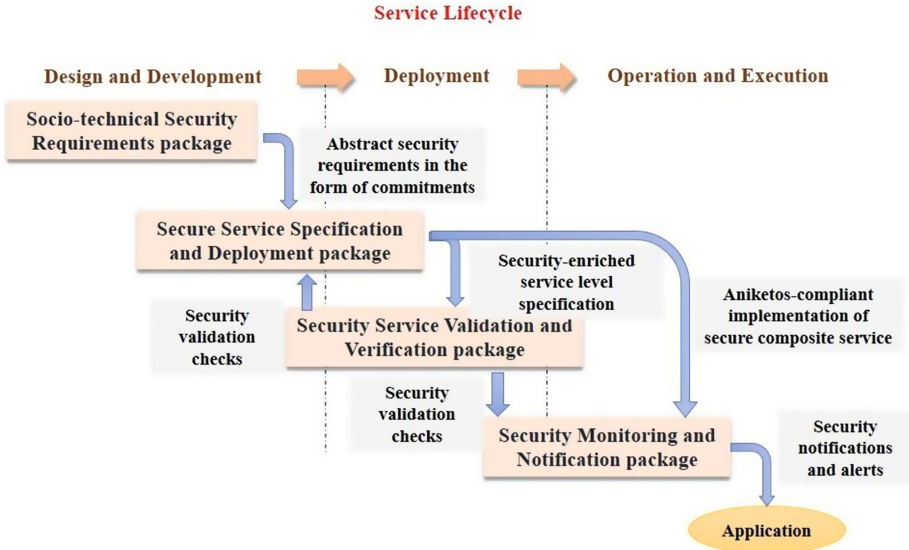 Service Lifecycle
Design and Development
Deployment
Operation and Execution
Socio-technical Security
Requirements package
Abstract security
requirements in the
form of commitments
Secure Service Specification
and Deployment package
Security-enriched
service level
specification
Security
validation
checks
Security Service Validation and
Verification package
Aniketos-compliant
implementation of
secure composite service
Security
validation
checks
Security Monitoring and
Notification package
Security
notifications
and alerts
Application